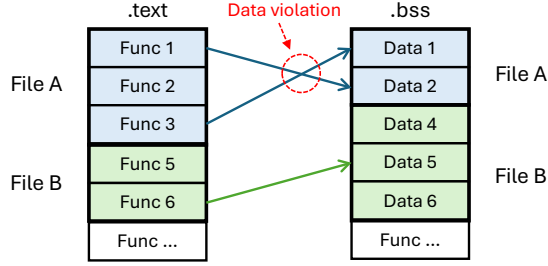 .text
Data violation
.bss
File A
Func 1
Func 2
Func 3
File B
Func 5
Func 6
Func ...
Data 1
Data 2
File A
Data 4
Data 5
Data 6
File B
Func ...